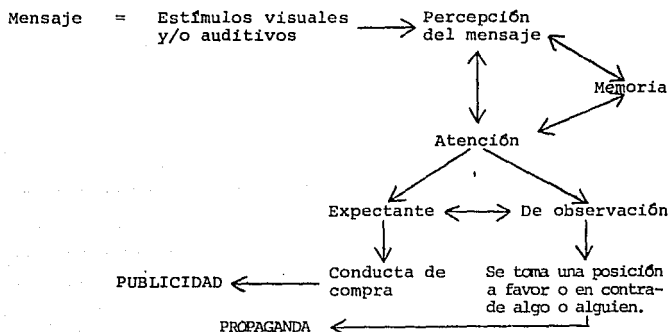 Mensaje = Estímulos visuales Percepción
y/o auditivos del mensaje
Memoria
Atención
Expectante De observación
PUBLICIDAD Conducta de Se toma una posición
compra a favor o en contra-
de algo o alguien.
PROPAGANDA